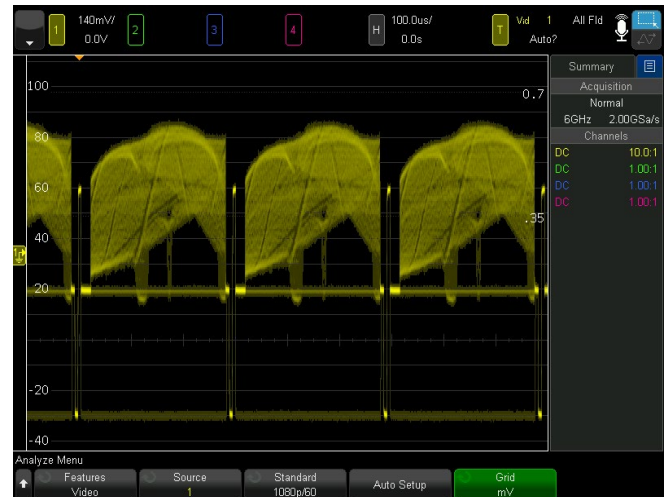 1 140mV/ 2 3 4 H 100.0us/ T Vid 1 All Fld
0.0V 0.0s Auto?
Summary
100
0.7
Acquisition
Normal
6GHz 2.00GSa/s
Channels
80
DC 10.0:1
DC 1.00:1
60
DC 1.00:1
DC 1.00:1
.35
40
20
-20
-40
Analyze Menu
Features Source Standard Auto Setup Grid
Video 1 1080p/60 mV